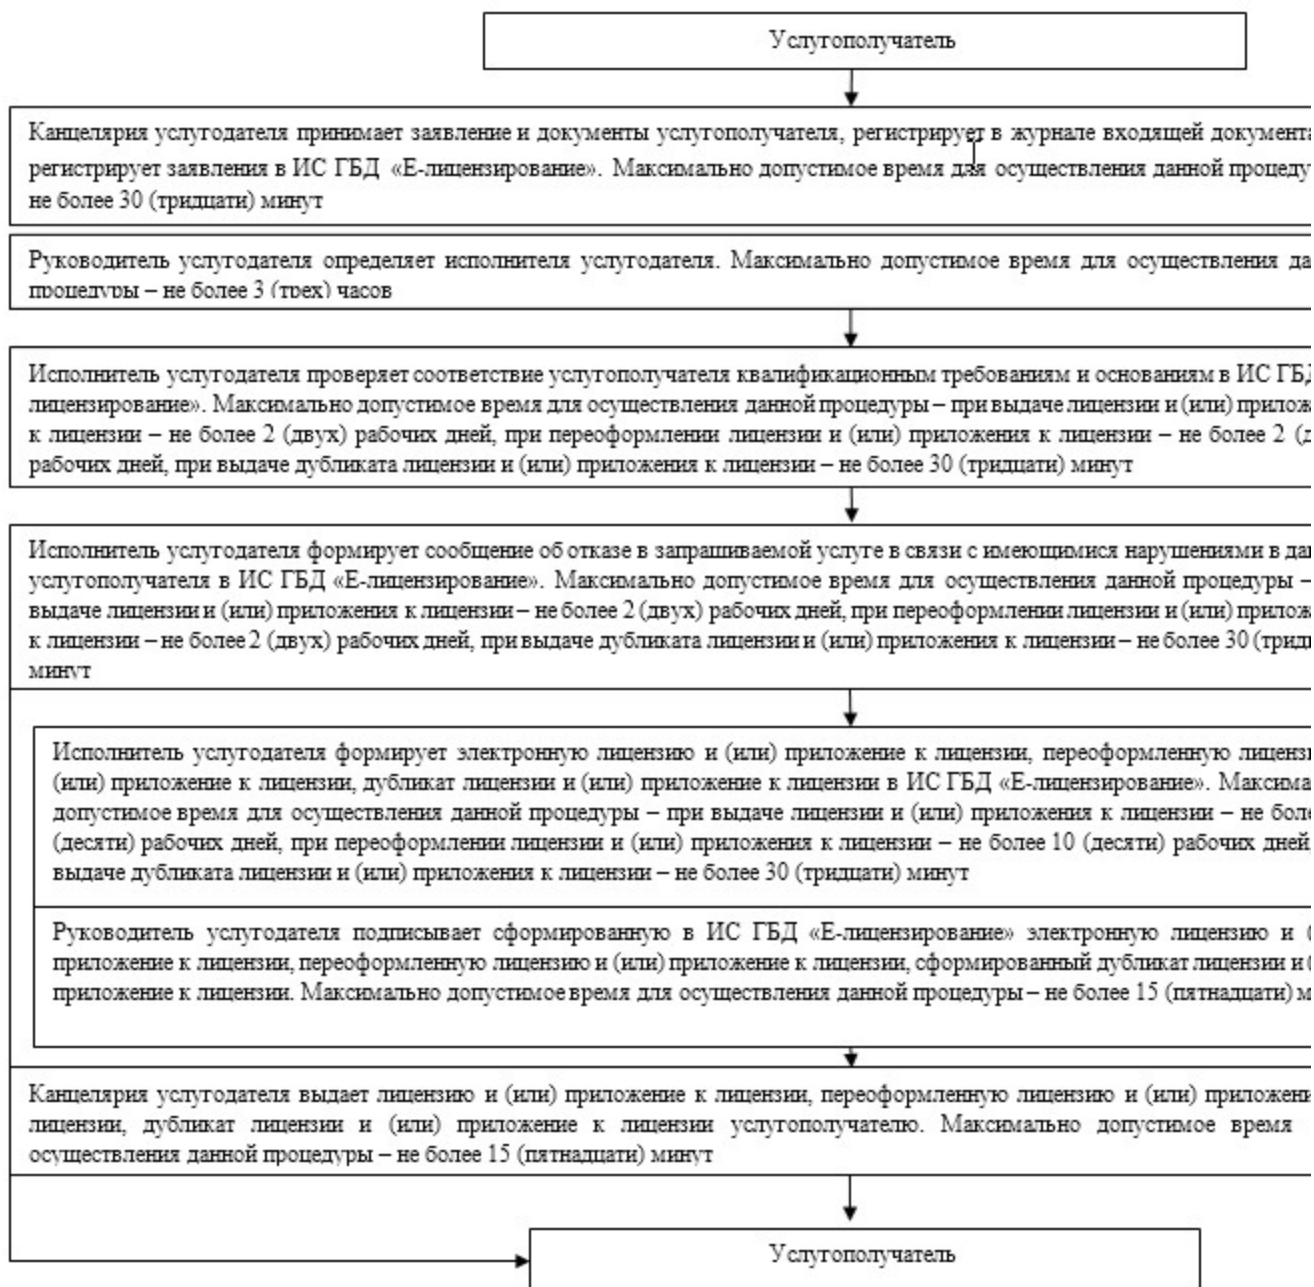 Услугополучатель
Канцелярия услугодателя принимает заявление и документы услугополучателя, регистрирует в журнале входящей
регистрирует заявления в ИС ГБД «Е-лицензирование». Максимально допустимое время для осуществления данной
не более 30 (тридцати) минут
Руководитель услугодателя определяет исполнителя услугодателя. Максимально допустимое время для осуществления
процедуры – не более 3 (трех) часов
Исполнитель услугодателя проверяет соответствие услугополучателя квалификационным требованиям и основаниям в ИС ГБД
лицензирование». Максимально допустимое время для осуществления данной процедуры – при выдаче лицензии и (или)
к лицензии – не более 2 (двух) рабочих дней, при переоформлении лицензии и (или) приложения к лицензии – не более 2
рабочих дней, при выдаче дубликата лицензии и (или) приложения к лицензии – не более 30 (тридцати) минут
Исполнитель услугодателя формирует сообщение об отказе в запрашиваемой услуге в связи с имеющимися нарушениями в
услугополучателя в ИС ГБД «Е-лицензирование». Максимально допустимое время для осуществления данной процедуры –
выдаче лицензии и (или) приложения к лицензии – не более 2 (двух) рабочих дней, при переоформлении лицензии и (или)
к лицензии – не более 2 (двух) рабочих дней, при выдаче дубликата лицензии и (или) приложения к лицензии – не более 30
минут
Исполнитель услугодателя формирует электронную лицензию и (или) приложение к лицензии, переоформленную
(или) приложение к лицензии, дубликат лицензии и (или) приложение к лицензии в ИС ГБД «Е-лицензирование».
допустимое время для осуществления данной процедуры – при выдаче лицензии и (или) приложения к лицензии – не
(десяти) рабочих дней, при переоформлении лицензии и (или) приложения к лицензии – не более 10 (десяти) рабочих дней,
выдаче дубликата лицензии и (или) приложения к лицензии – не более 30 (тридцати) минут
Руководитель услугодателя подписывает сформированную в ИС ГБД «Е-лицензирование» электронную лицензию и
приложение к лицензии, переоформленную лицензию и (или) приложение к лицензии, сформированный дубликат лицензии и
приложение к лицензии. Максимально допустимое время для осуществления данной процедуры – не более 15 (пятнадцати)
Канцелярия услугодателя выдает лицензию и (или) приложение к лицензии, переоформленную лицензию и (или)
лицензии, дубликат лицензии и (или) приложение к лицензии услугополучателю. Максимально допустимое время
осуществления данной процедуры – не более 15 (пятнадцати) минут
Услугополучатель